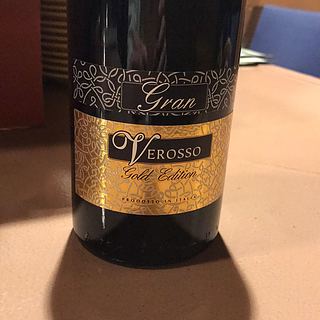 Gran
VEROSSO
Gold Edition
PRODOTTO IN ITALIA